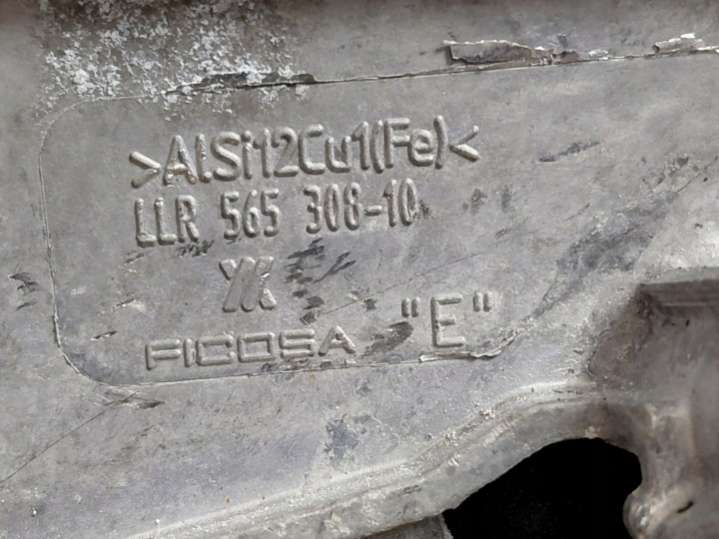 >AlSi12Cu1(Fe)<
LLR 565 308-10
FICOSA "E"